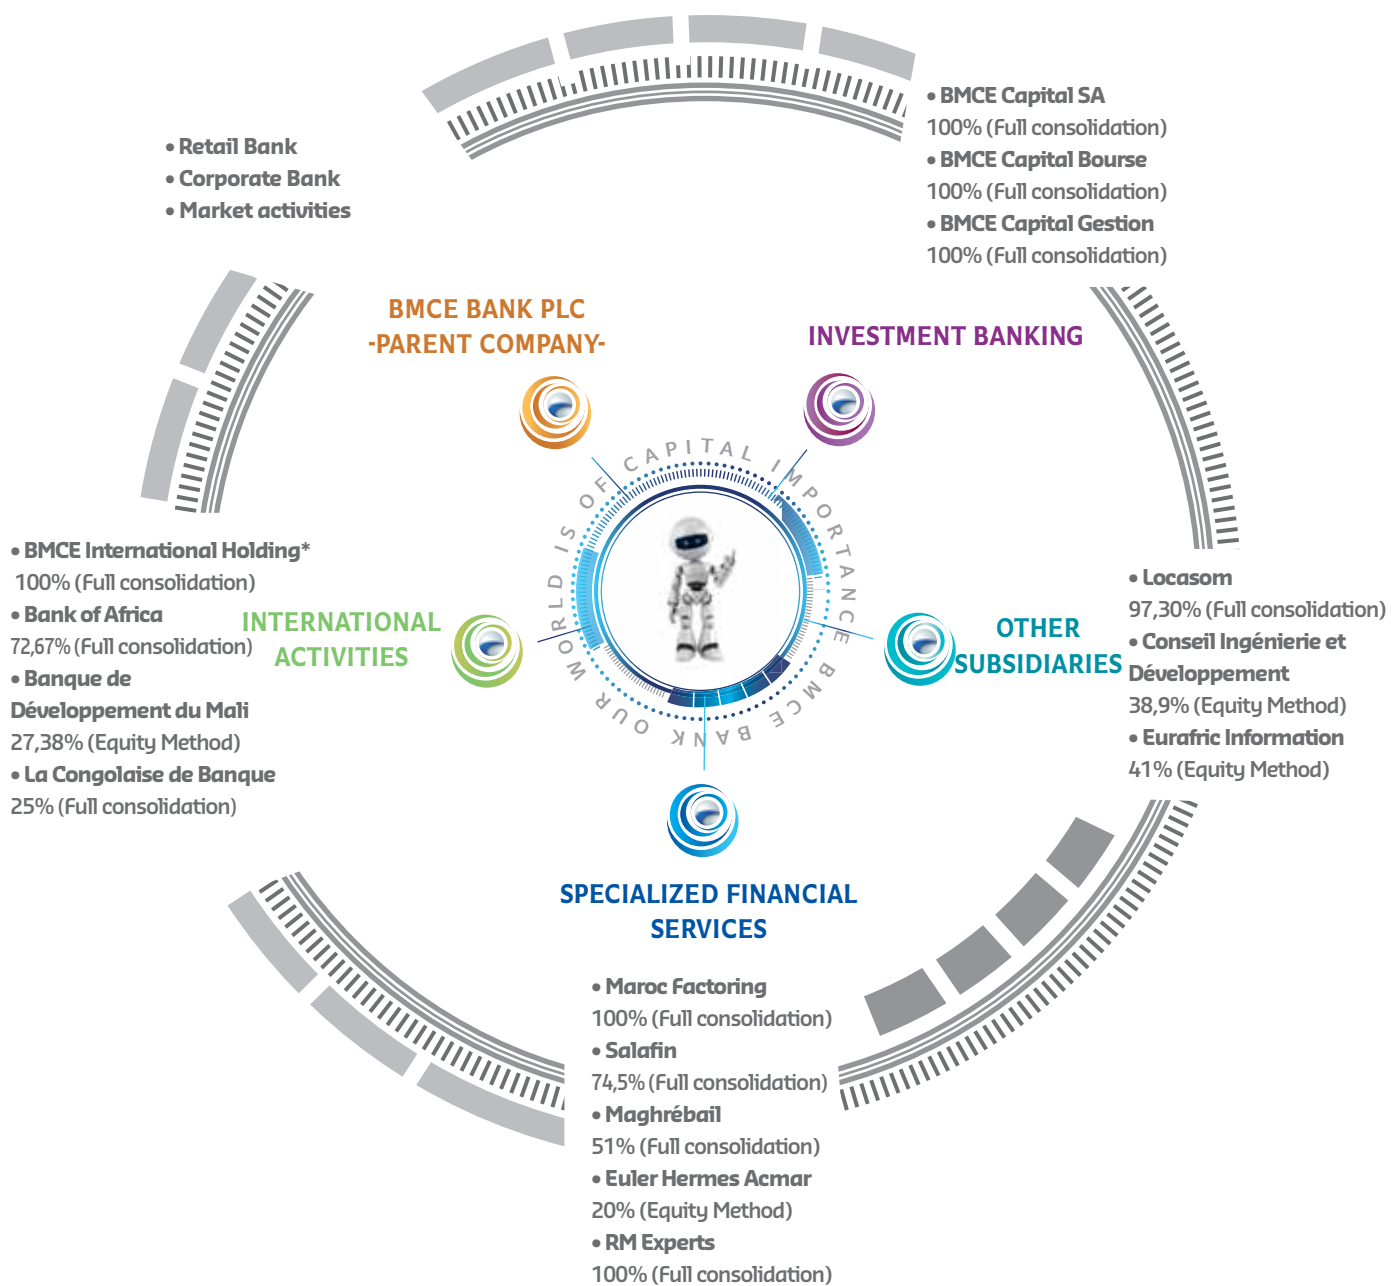 • Retail Bank
• Corporate Bank
• Market activities
• BMCE Capital SA
100% (Full consolidation)
• BMCE Capital Bourse
100% (Full consolidation)
• BMCE Capital Gestion
100% (Full consolidation)
BMCE BANK PLC
-PARENT COMPANY-
INVESTMENT BANKING
OUR WORLD IS OF CAPITAL IMPORTANCE BMCE BANK
• BMCE International Holding*
100% (Full consolidation)
• Bank of Africa
72,67% (Full consolidation)
• Banque de
Développement du Mali
27,38% (Equity Method)
• La Congolaise de Banque
25% (Full consolidation)
INTERNATIONAL
ACTIVITIES
OTHER
SUBSIDIARIES
• Locasom
97,30% (Full consolidation)
• Conseil Ingénierie et
Développement
38,9% (Equity Method)
• Eurafric Information
41% (Equity Method)
SPECIALIZED FINANCIAL
SERVICES
• Maroc Factoring
100% (Full consolidation)
• Salafin
74,5% (Full consolidation)
• Maghrébail
51% (Full consolidation)
• Euler Hermes Acmar
20% (Equity Method)
• RM Experts
100% (Full consolidation)